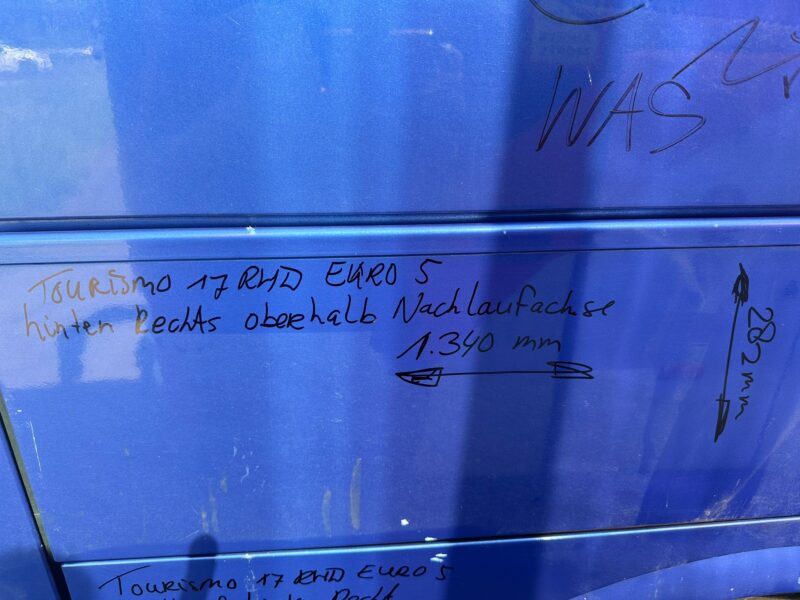 WAS
Tourismo 17 RHD EURO 5
hinten Rechts oberhalb Nachlaufachse
1.340 mm
282mm
Tourismo 17 RHD EURO 5